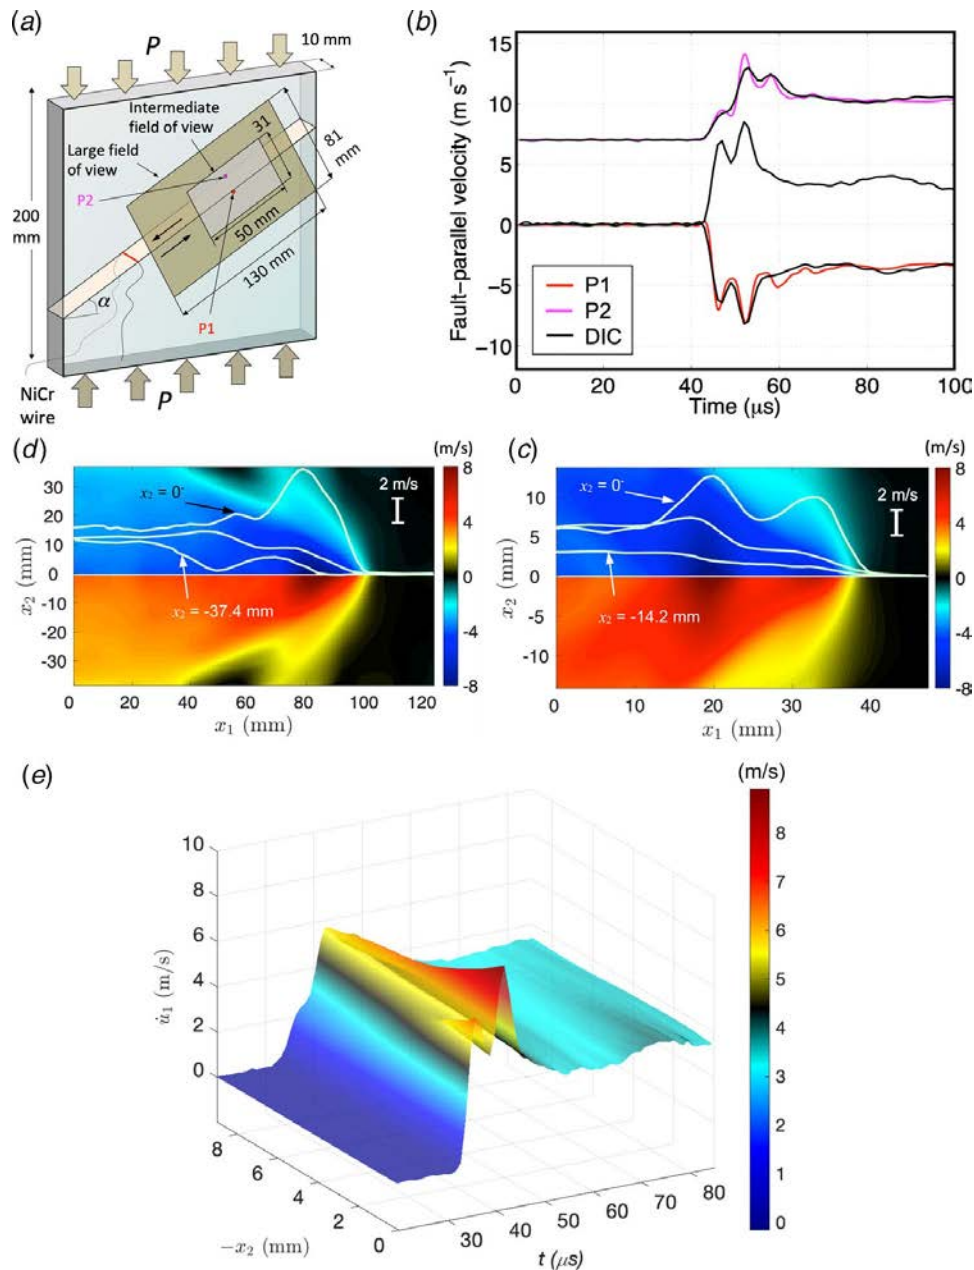 (a)
P
10 mm
Intermediate
field of view
Large field
of view
P2
31
81
mm
200
mm
50 mm
130 mm
α
P1
NiCr
wire
P
(b)
Fault-parallel velocity (m s⁻¹)
15
10
5
0
−5
−10
P1
P2
DIC
0
20
40
60
80
100
Time (μs)
(d)
(m/s)
30
20
10
0
-10
-20
-30
x₂ (mm)
x₂ = 0⁻
2 m/s
x₂ = -37.4 mm
8
4
0
-4
-8
0
20
40
60
80
100
120
x₁ (mm)
(c)
(m/s)
10
5
0
-5
-10
x₂ (mm)
x₂ = 0⁻
2 m/s
x₂ = -14.2 mm
8
4
0
-4
-8
0
10
20
30
40
x₁ (mm)
(e)
(m/s)
10
8
6
4
2
0
u̇₁ (m/s)
8
6
4
2
0
−x₂ (mm)
30
40
50
60
70
80
t (μs)
8
7
6
5
4
3
2
1
0